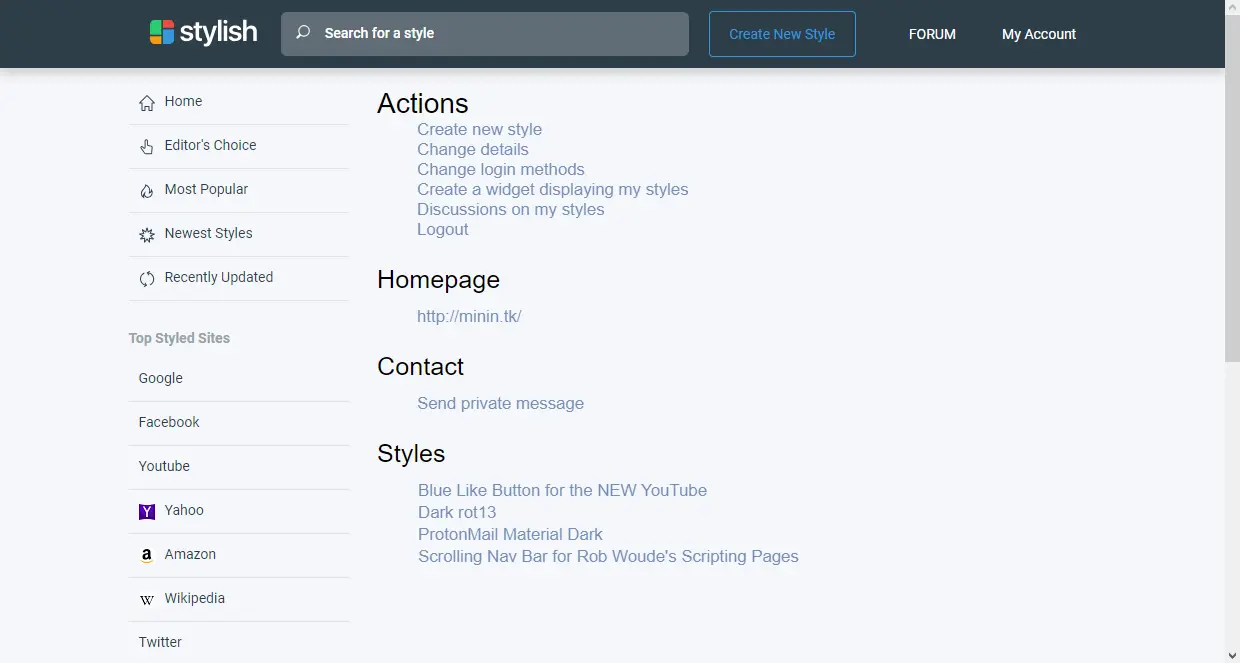 stylish
Search for a style
Create New Style
FORUM
My Account
Home
Editor's Choice
Most Popular
Newest Styles
Recently Updated
Top Styled Sites
Google
Facebook
Youtube
Y Yahoo
a Amazon
W Wikipedia
Twitter
Actions
Create new style
Change details
Change login methods
Create a widget displaying my styles
Discussions on my styles
Logout
Homepage
http://minin.tk/
Contact
Send private message
Styles
Blue Like Button for the NEW YouTube
Dark rot13
ProtonMail Material Dark
Scrolling Nav Bar for Rob Woude's Scripting Pages